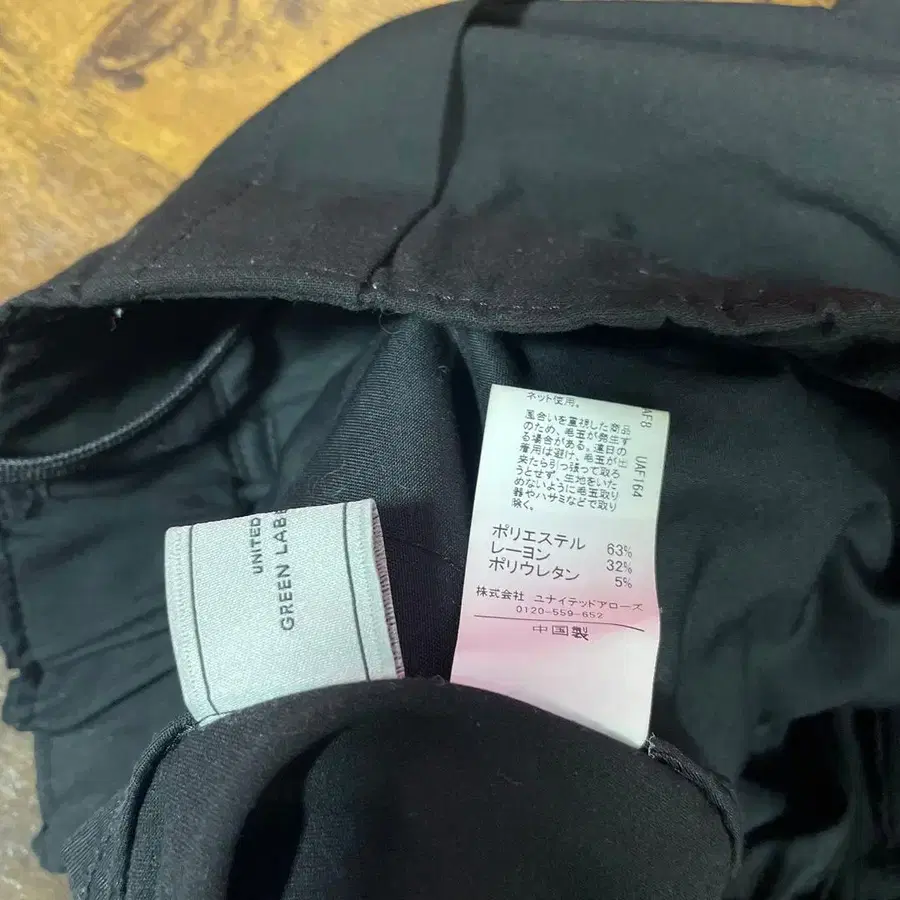 UNITED
GREEN LABE
ネット使用。
風合いを重視した商品
のため、毛玉が発生す
る場合がある。連日の
着用は避け、毛玉が出
来たら引っ張って取ろ
うとせず、生地をいた
めないように毛玉取り
器やハサミなどで取り
除く。
AF8 UAF164
ポリエステル 63%
レーヨン 32%
ポリウレタン 5%
株式会社 ユナイテッドアローズ
0120-559-652
中国製